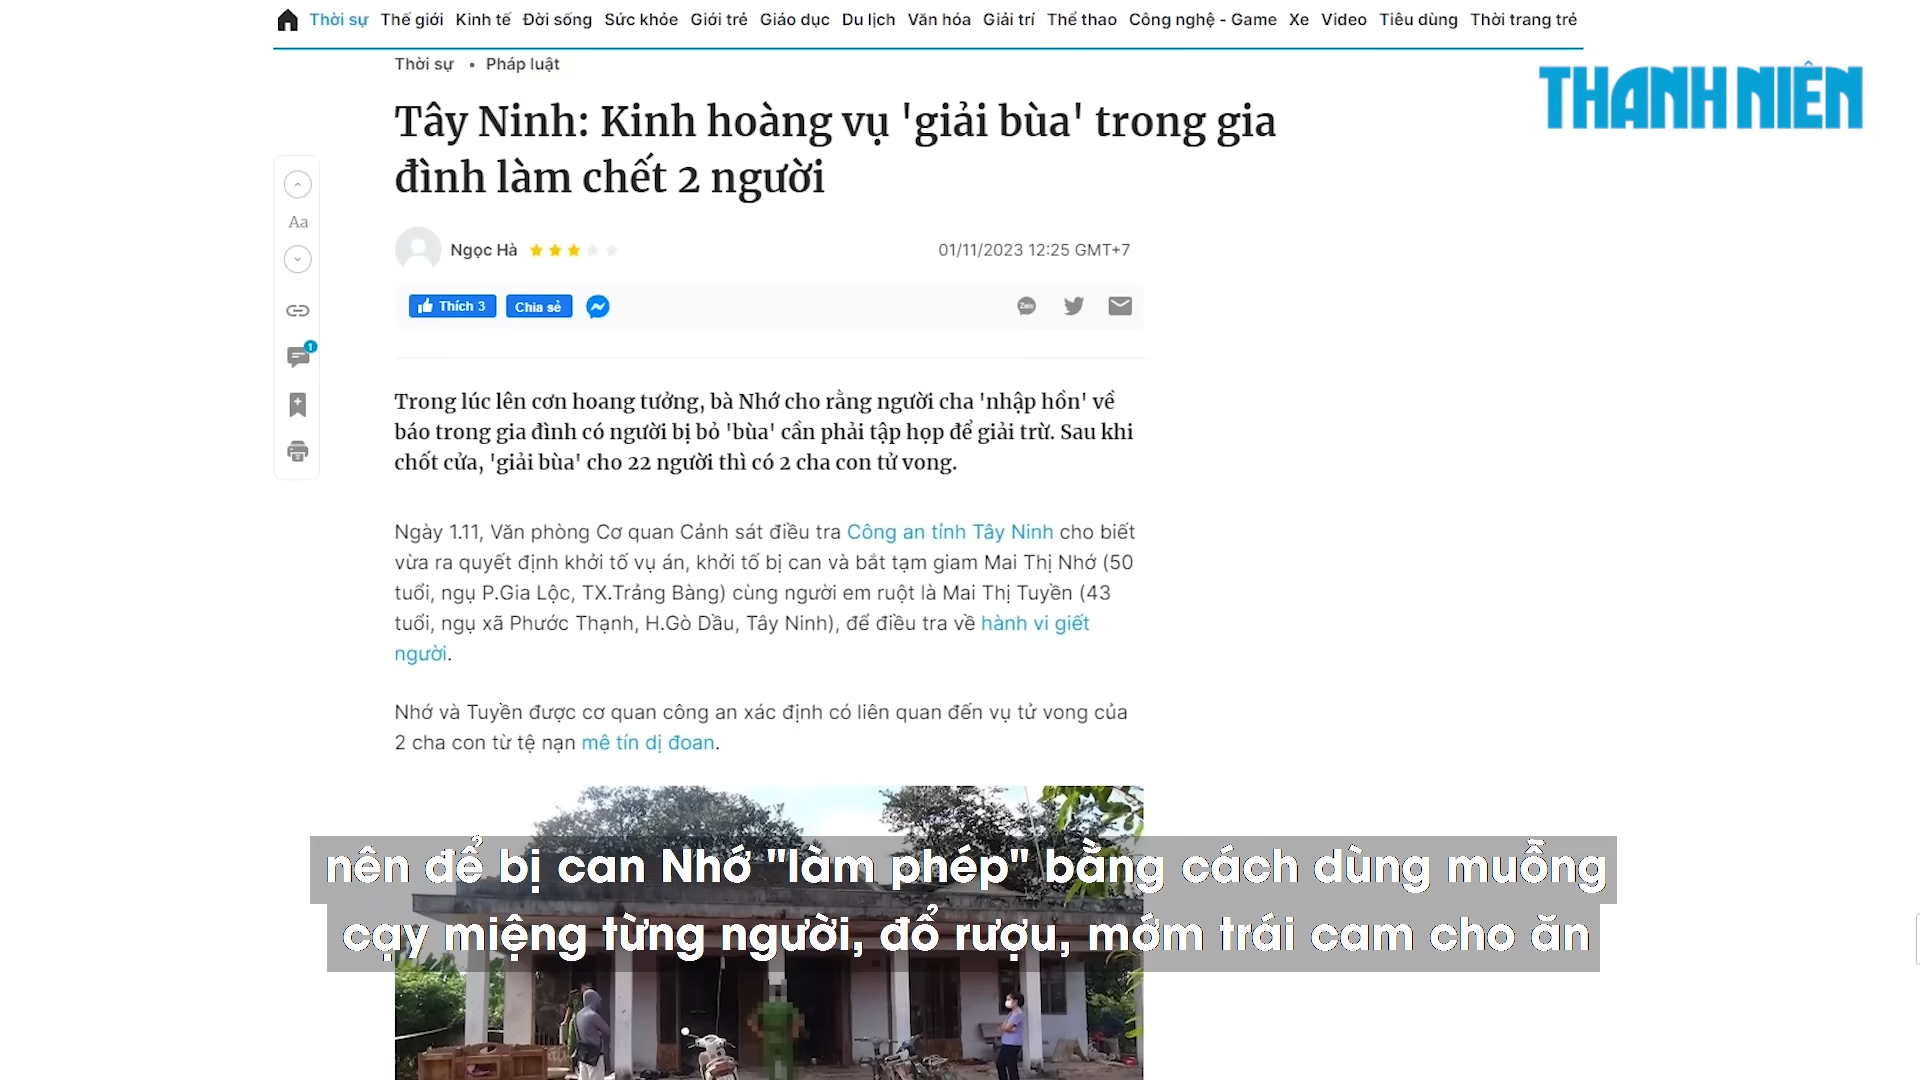 Thời sự Thế giới Kinh tế Đời sống Sức khỏe Giới trẻ Giáo dục Du lịch Văn hóa Giải trí Thể thao Công nghệ - Game Xe Video Tiêu dùng Thời trang trẻ
Thời sự • Pháp luật
THANH NIÊN
Tây Ninh: Kinh hoàng vụ 'giải bùa' trong gia
đình làm chết 2 người
Aa
Ngọc Hà
01/11/2023 12:25 GMT+7
Thích 3 Chia sẻ
Zalo
1
Trong lúc lên cơn hoang tưởng, bà Nhớ cho rằng người cha 'nhập hồn' về
báo trong gia đình có người bị bỏ 'bùa' cần phải tập họp để giải trừ. Sau khi
chốt cửa, 'giải bùa' cho 22 người thì có 2 cha con tử vong.
Ngày 1.11, Văn phòng Cơ quan Cảnh sát điều tra Công an tỉnh Tây Ninh cho biết
vừa ra quyết định khởi tố vụ án, khởi tố bị can và bắt tạm giam Mai Thị Nhớ (50
tuổi, ngụ P.Gia Lộc, TX.Trảng Bàng) cùng người em ruột là Mai Thị Tuyền (43
tuổi, ngụ xã Phước Thạnh, H.Gò Dầu, Tây Ninh), để điều tra về hành vi giết
người.
Nhớ và Tuyền được cơ quan công an xác định có liên quan đến vụ tử vong của
2 cha con từ tệ nạn mê tín dị đoan.
nên để bị can Nhớ "làm phép" bằng cách dùng muỗng
cạy miệng từng người, đổ rượu, mớm trái cam cho ăn